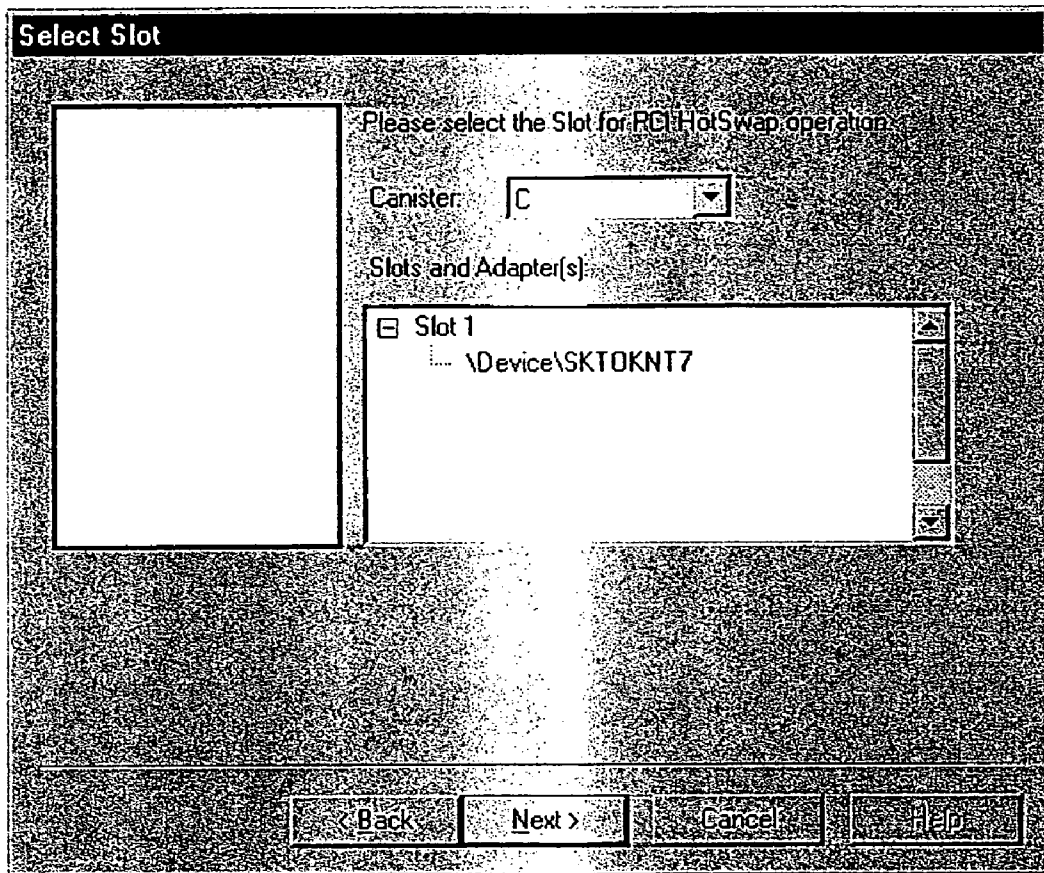 Select Slot
Please select the Slot for PCI HotSwap operation.
Canister: C
Slots and Adapter(s):
Slot 1
\Device\SKTOKNT7
< Back Next > Cancel Help